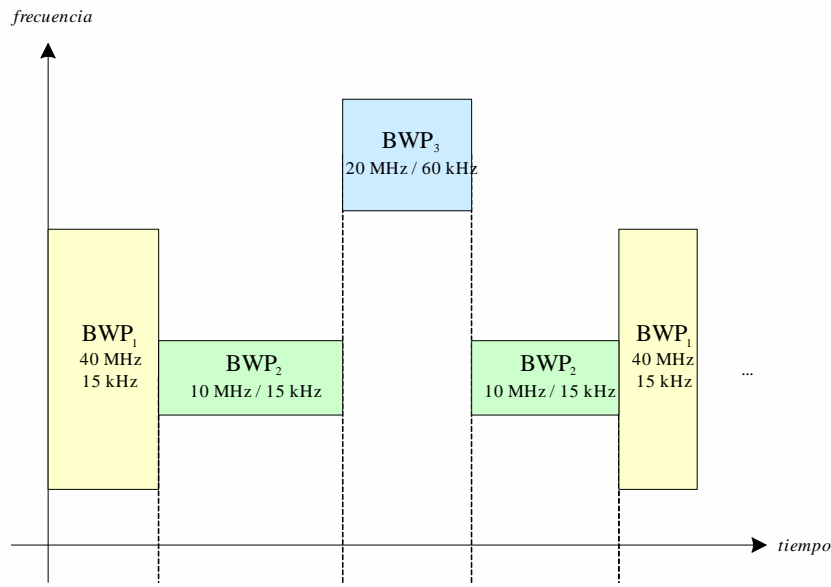 frecuencia
BWP₃
20 MHz / 60 kHz
BWP₁
40 MHz
15 kHz
BWP₂
10 MHz / 15 kHz
BWP₂
10 MHz / 15 kHz
BWP₁
40 MHz
15 kHz
...
tiempo